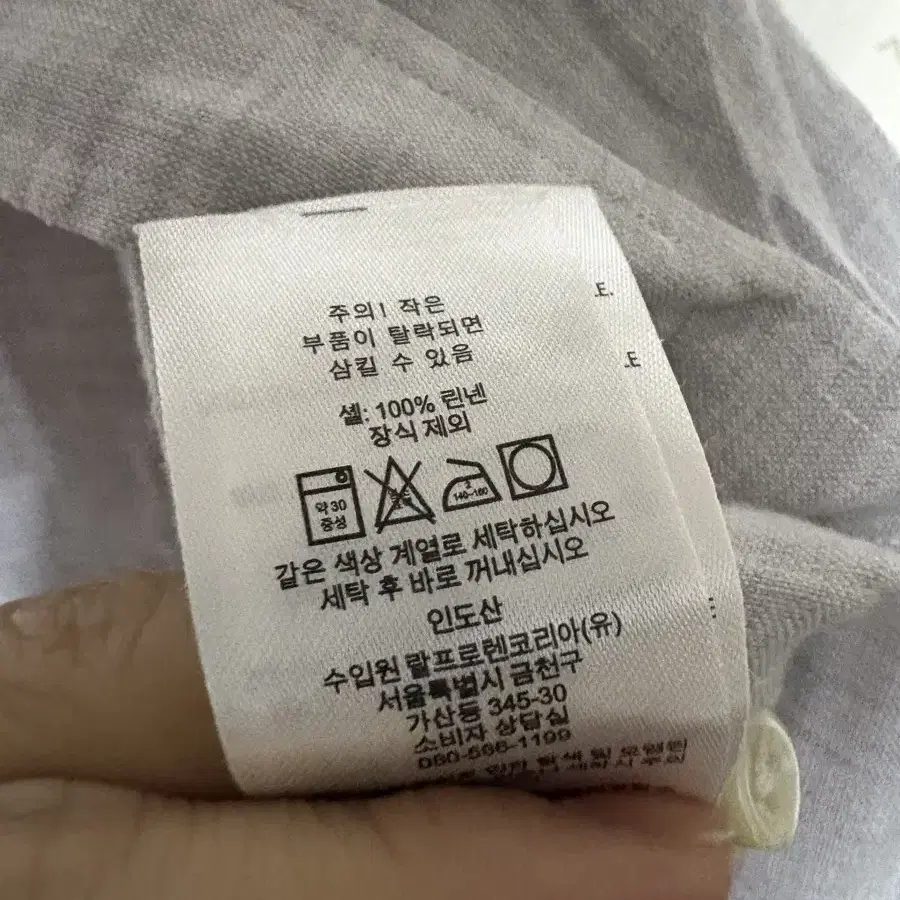 주의! 작은
부품이 탈락되면
삼킬 수 있음
셸: 100% 린넨
장식 제외
약30
중성
2
140~160
같은 색상 계열로 세탁하십시오
세탁 후 바로 꺼내십시오
인도산
수입원 랄프로렌코리아(유)
서울특별시 금천구
가산동 345-30
소비자 상담실
080-566-1199
.E.
.E